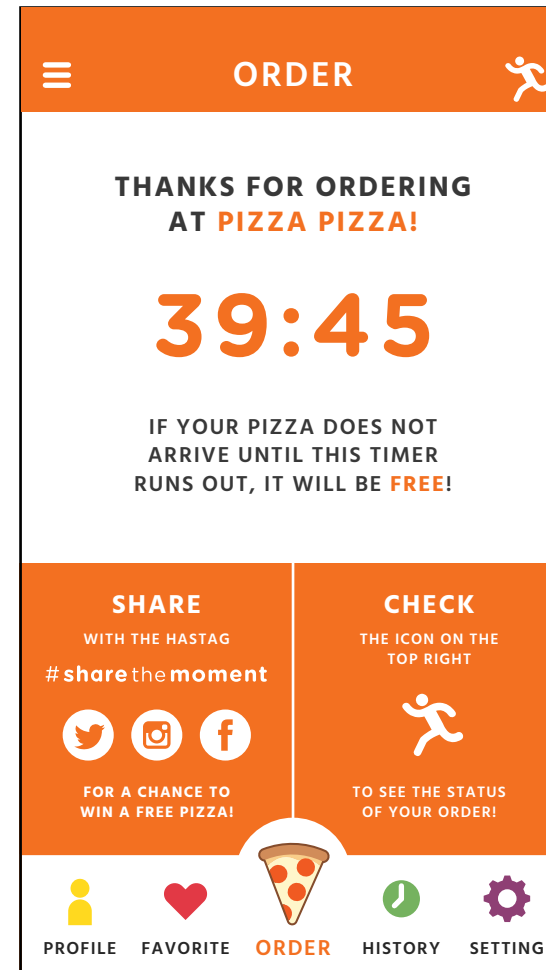 ORDER
THANKS FOR ORDERING
AT PIZZA PIZZA!
39:45
IF YOUR PIZZA DOES NOT
ARRIVE UNTIL THIS TIMER
RUNS OUT, IT WILL BE FREE!
SHARE
WITH THE HASTAG
#sharethemoment
FOR A CHANCE TO
WIN A FREE PIZZA!
CHECK
THE ICON ON THE
TOP RIGHT
TO SEE THE STATUS
OF YOUR ORDER!
PROFILE FAVORITE ORDER HISTORY SETTING